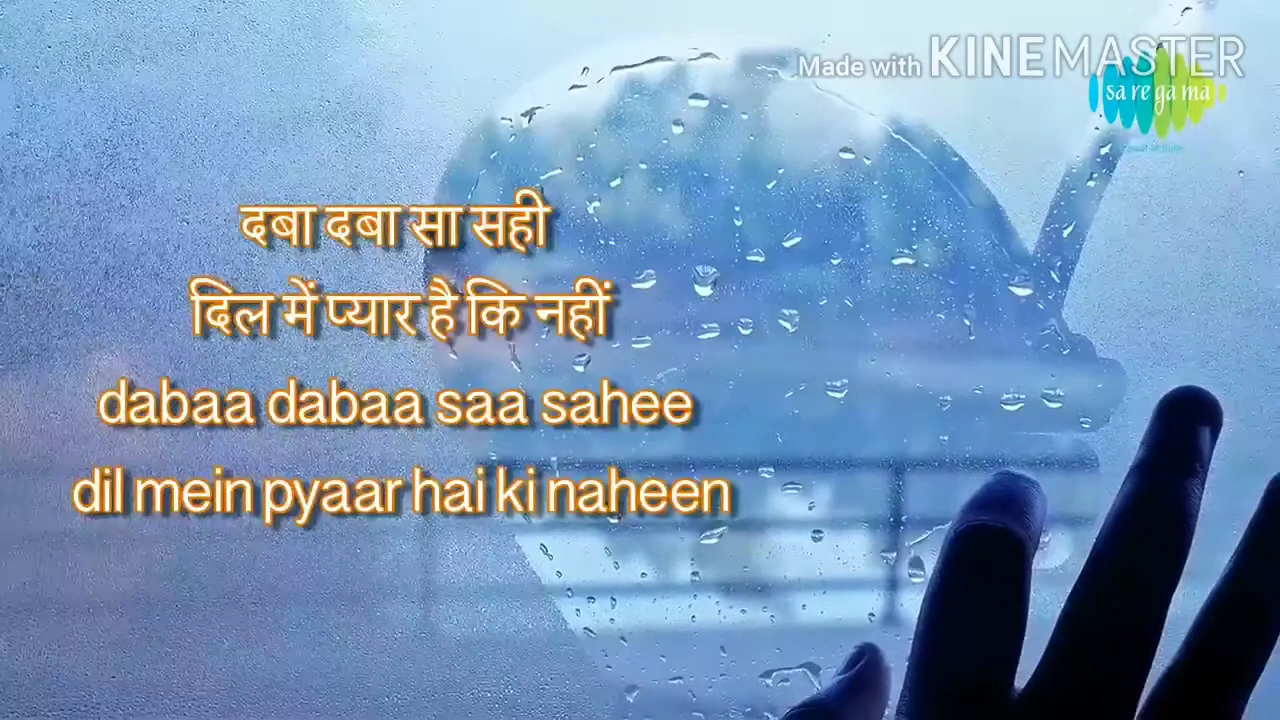 Made with KINEMASTER
sa re ga ma
दबा दबा सा सही
दिल में प्यार है कि नहीं
dabaa dabaa saa sahee
dil mein pyaar hai ki naheen